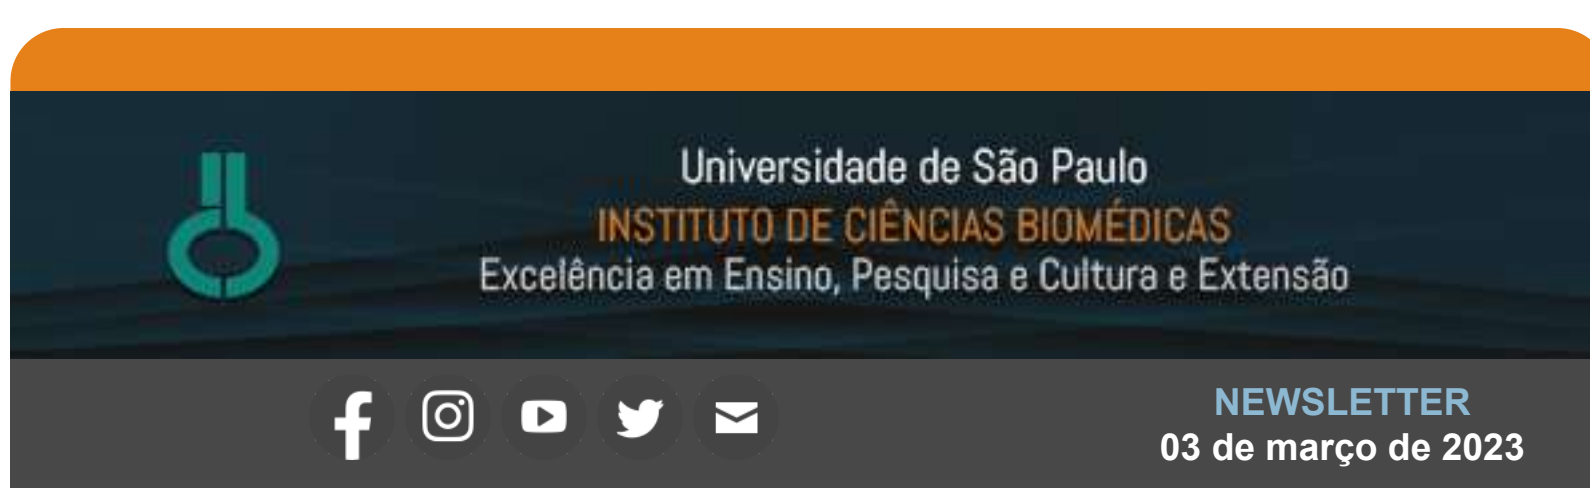 Universidade de São Paulo
INSTITUTO DE CIÊNCIAS BIOMÉDICAS
Excelência em Ensino, Pesquisa e Cultura e Extensão
NEWSLETTER
03 de março de 2023